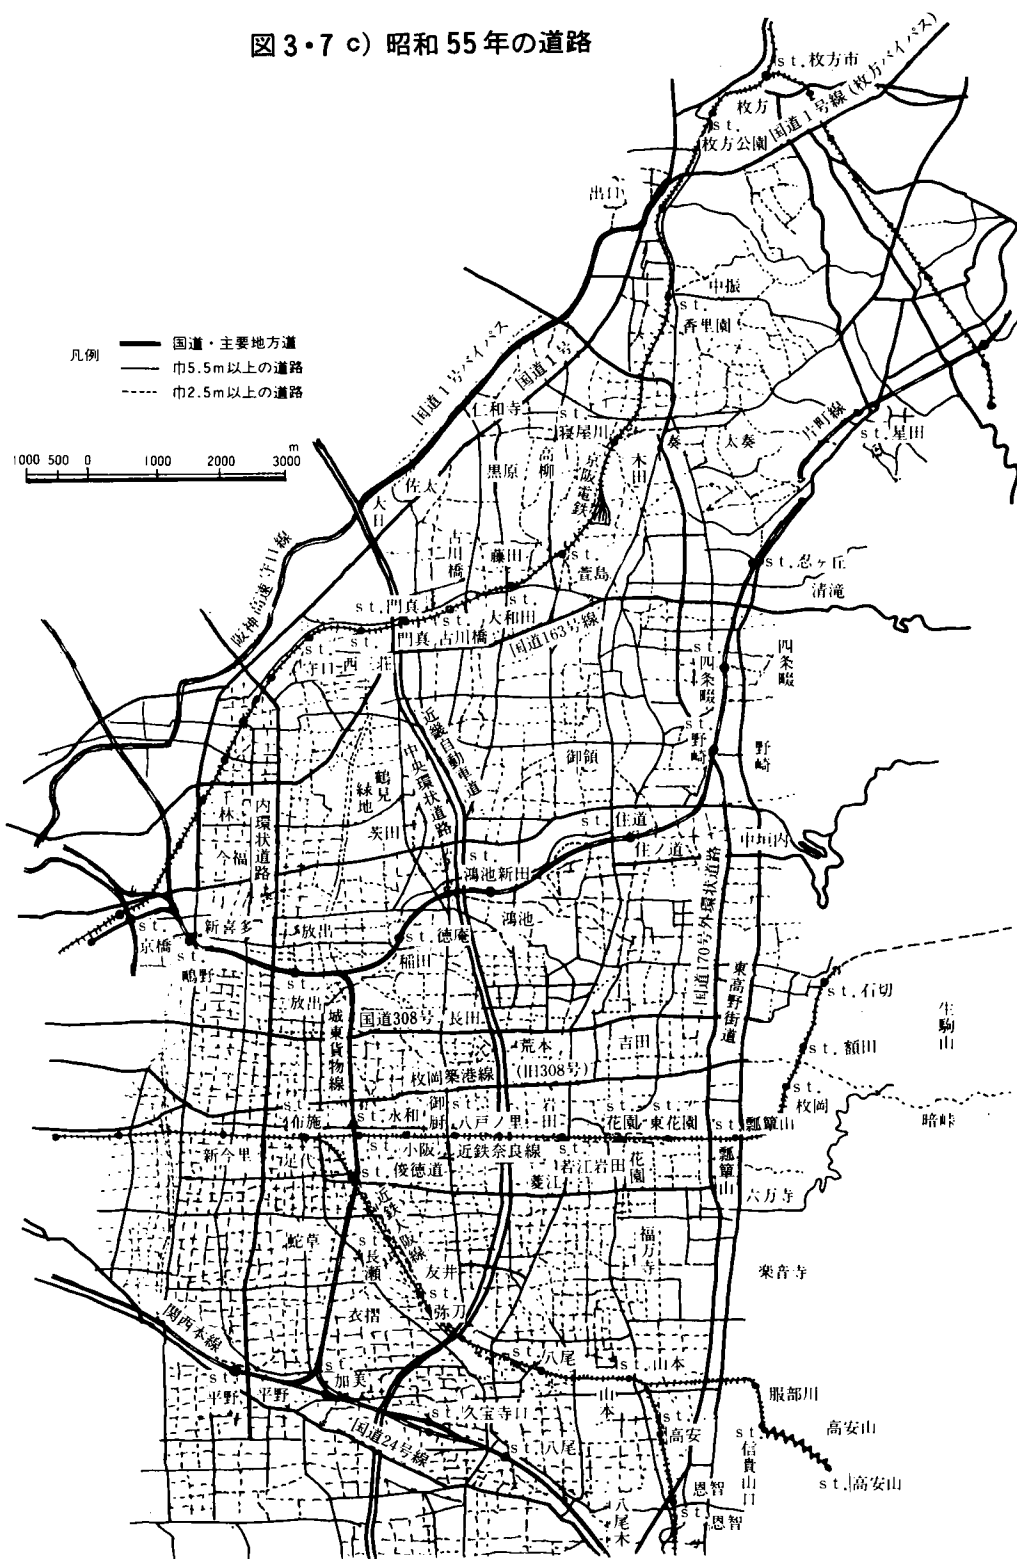 図3・7 c) 昭和55年の道路
st.枚方市
枚方
国道1号線(枚方バイパス)
st.
枚方公園
出口
中振
st.
香里園
凡例
国道・主要地方道
巾5.5m以上の道路
巾2.5m以上の道路
国道1号バイパス
国道1号
1000 500 0 1000 2000 3000 m
仁和寺
st.
寝屋川
秦
太秦
片町線
st.星田
高柳
京阪電鉄
木田
黒原
佐太
大日
古川橋
藤田
st.
萱島
st.忍ヶ丘
清滝
阪神高速守口線
st.門真
st.
大和田
門真
st.
古川橋
国道163号線
st.
守口
st.
西三荘
st.
四条畷
四条畷
近畿自動車道
中央環状道路
御領
st.
野崎
野崎
鶴見
緑地
茨田
千林
内環状道路
今福
st.
住道
住ノ道
中垣内
st.
鴻池新田
鴻池
国道170号外環状道路
新喜多
放出
st.
徳庵
稲田
st.
京橋
st.
鴫野
st.
放出
東高野街道
st.石切
生駒山
城東貨物線
国道308号
長田
荒本
吉田
st.額田
枚岡築港線
(旧308号)
st.
枚岡
暗峠
st.
布施
st.永和
御厨
st.
八戸ノ里
岩田
st.
花園
st.
東花園
st.瓢箪山
新今里
足代
小阪
近鉄奈良線
st.
若江岩田
花園
瓢箪山
st.俊徳道
菱江
六万寺
近鉄大阪線
蛇草
st.
長瀬
友井
福万寺
楽音寺
st.
弥刀
衣摺
関西本線
st.
八尾
st.
山本
st.
加美
服部川
st.
平野
平野
st.
久宝寺口
山本
st.
高安
高安山
国道24号線
st.八尾
st.
信貴山口
st.高安山
八尾木
恩智
st.
恩智